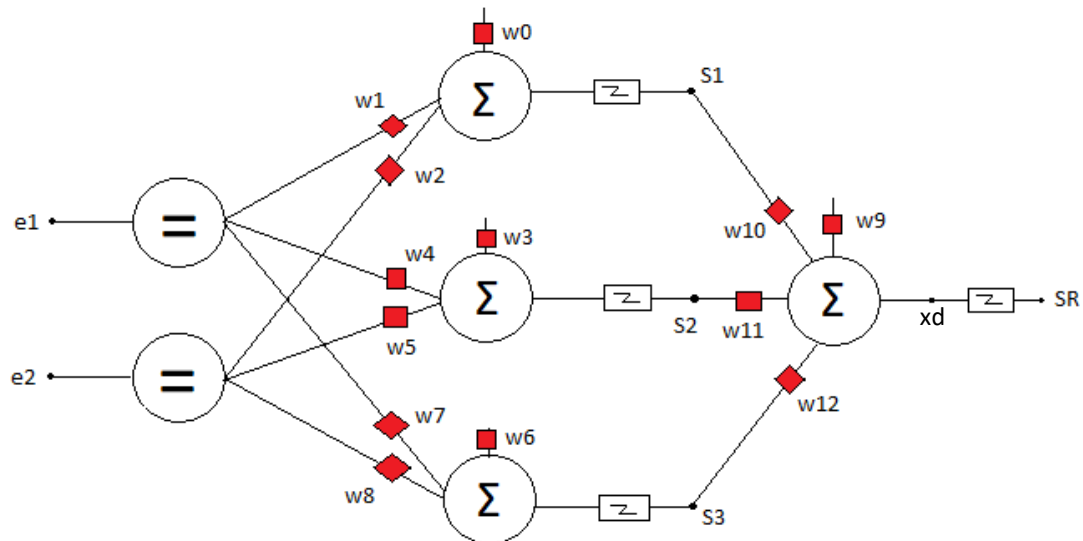 w0
Σ
S1
w1
w2
e1
=
w4
w3
Σ
w5
S2
w10
w9
w11
Σ
xd
SR
e2
=
w7
w8
w6
Σ
w12
S3